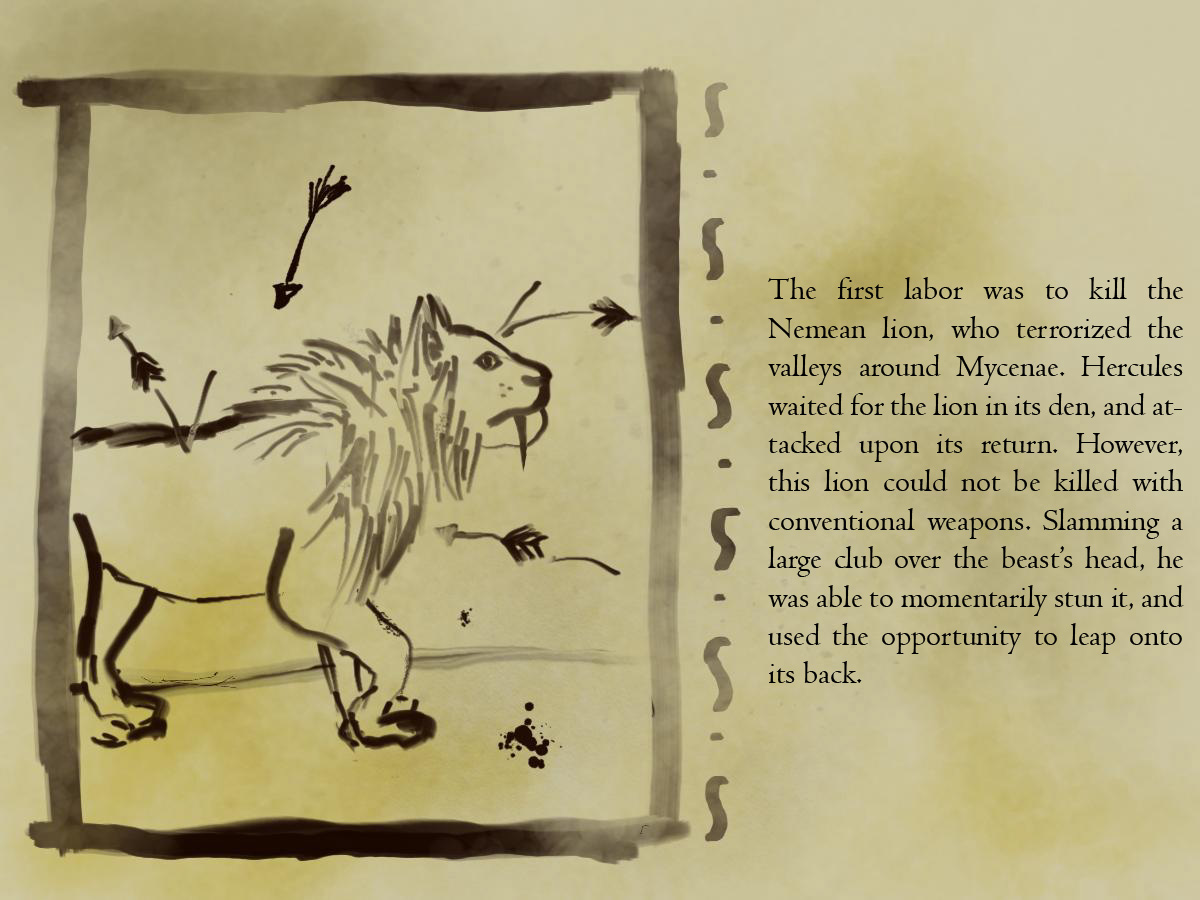 The first labor was to kill the
Nemean lion, who terrorized the
valleys around Mycenae. Hercules
waited for the lion in its den, and at-
tacked upon its return. However,
this lion could not be killed with
conventional weapons. Slamming a
large club over the beast's head, he
was able to momentarily stun it, and
used the opportunity to leap onto
its back.